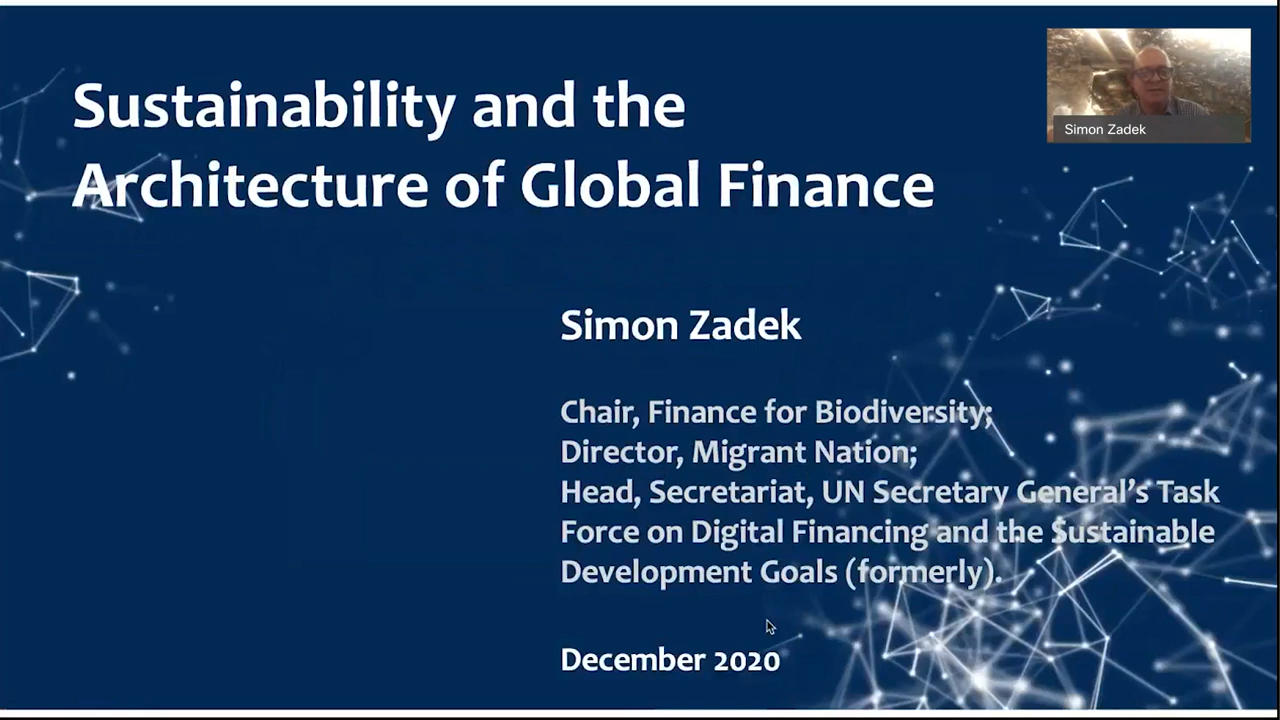 Sustainability and the
Architecture of Global Finance
Simon Zadek
Simon Zadek
Chair, Finance for Biodiversity;
Director, Migrant Nation;
Head, Secretariat, UN Secretary General's Task
Force on Digital Financing and the Sustainable
Development Goals (formerly).
December 2020